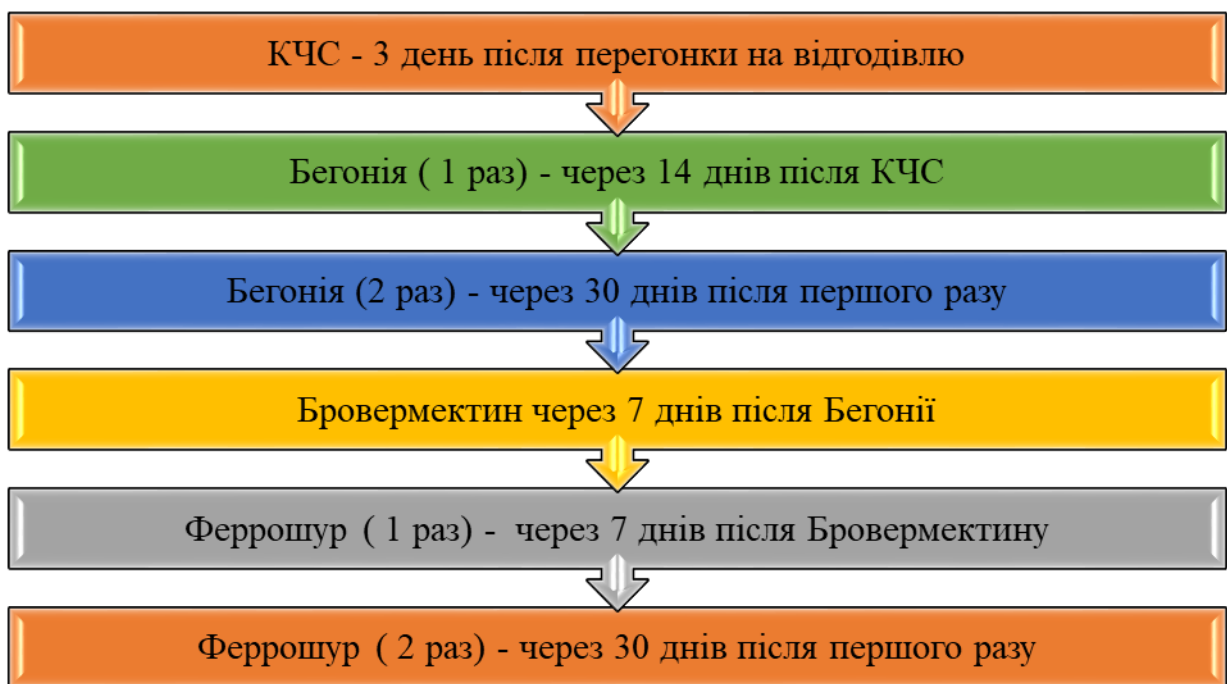 КЧС - 3 день після перегонки на відгодівлю
Бегонія ( 1 раз) - через 14 днів після КЧС
Бегонія (2 раз) - через 30 днів після першого разу
Бровермектин через 7 днів після Бегонії
Феррошур ( 1 раз) -  через 7 днів після Бровермектину
Феррошур ( 2 раз) - через 30 днів після першого разу